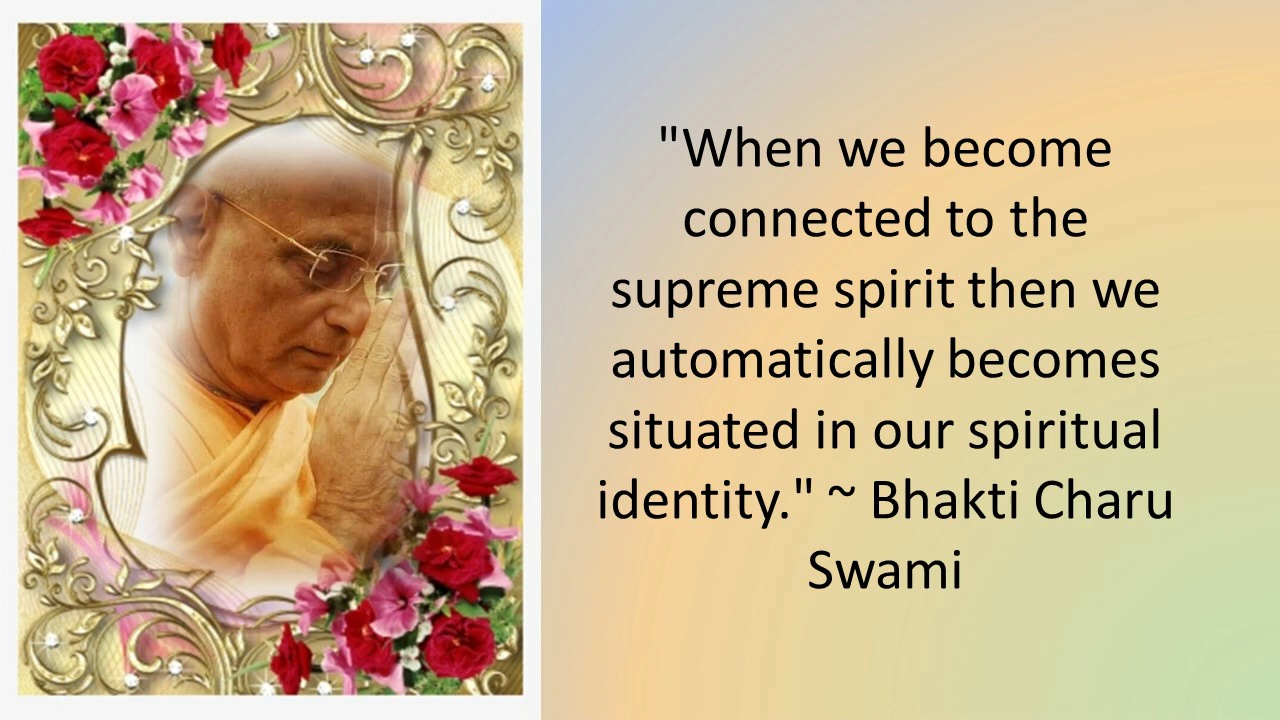 "When we become
connected to the
supreme spirit then we
automatically becomes
situated in our spiritual
identity." ~ Bhakti Charu
Swami